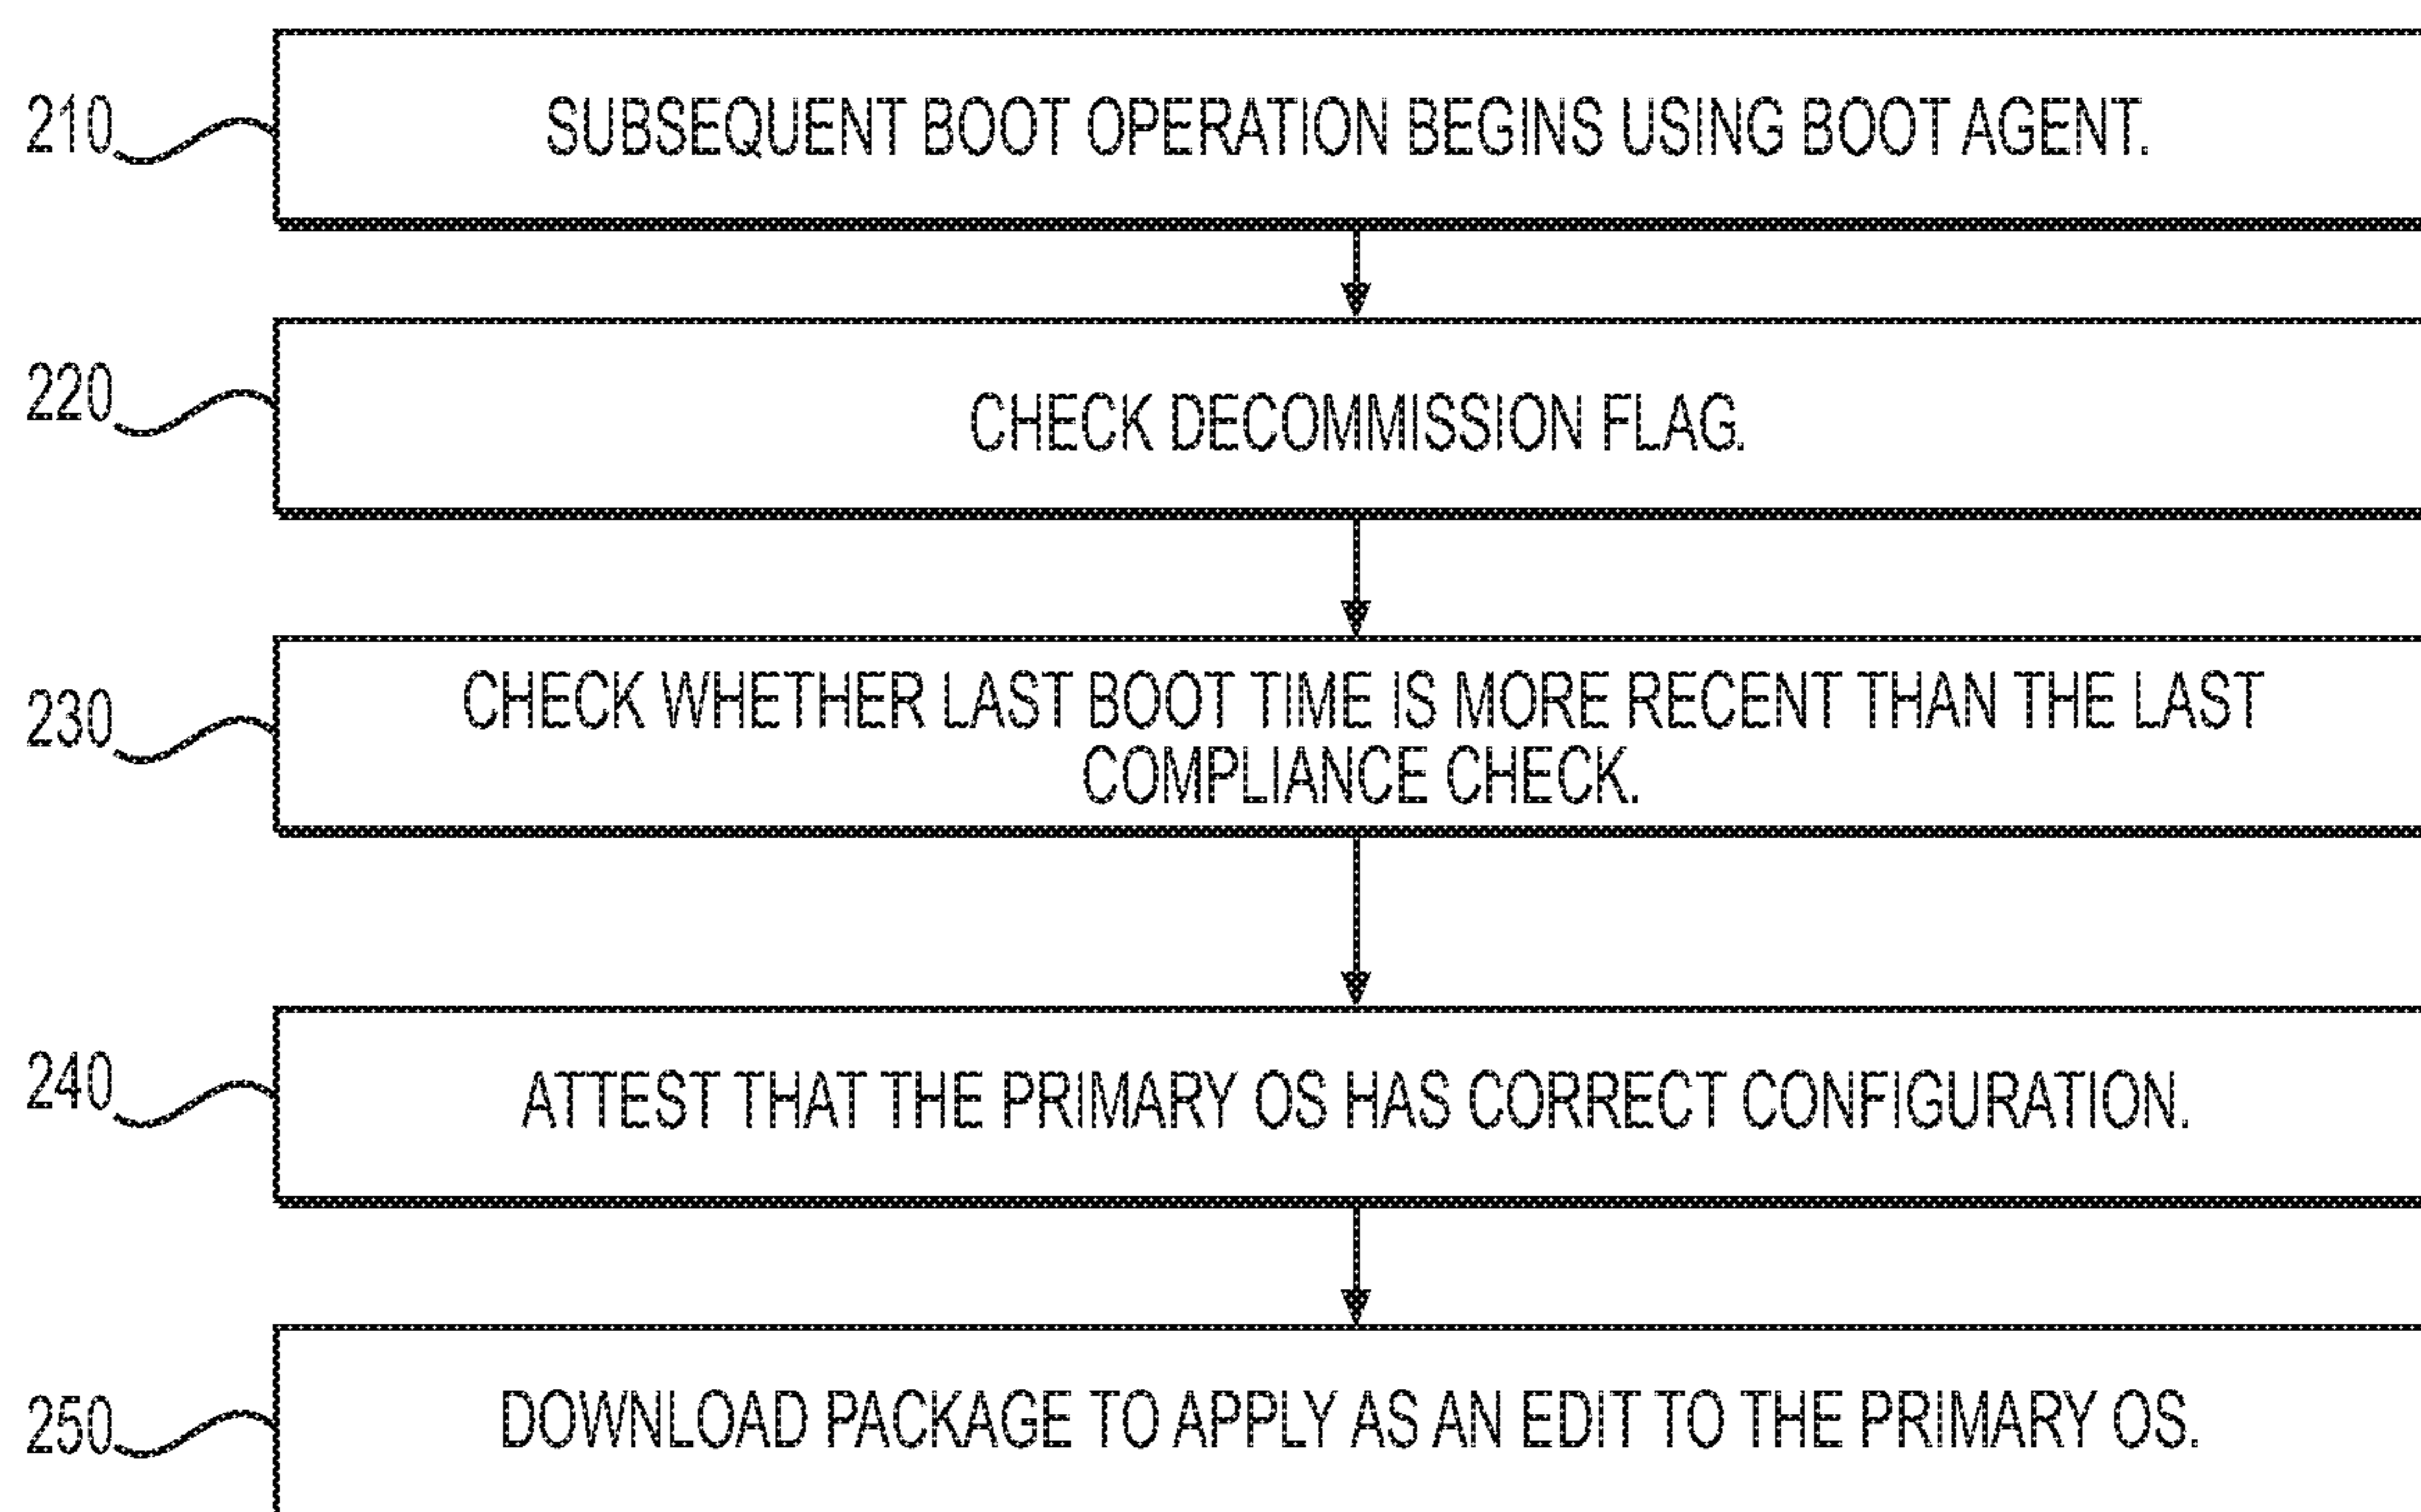 210
SUBSEQUENT BOOT OPERATION BEGINS USING BOOT AGENT.
220
CHECK DECOMMISSION FLAG.
230
CHECK WHETHER LAST BOOT TIME IS MORE RECENT THAN THE LAST
COMPLIANCE CHECK.
240
ATTEST THAT THE PRIMARY OS HAS CORRECT CONFIGURATION.
250
DOWNLOAD PACKAGE TO APPLY AS AN EDIT TO THE PRIMARY OS.